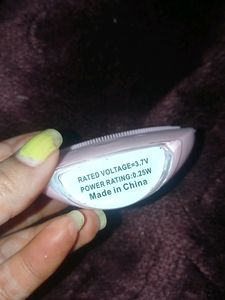 RATED VOLTAGE=3.7V
POWER RATING:0.25W
Made in China